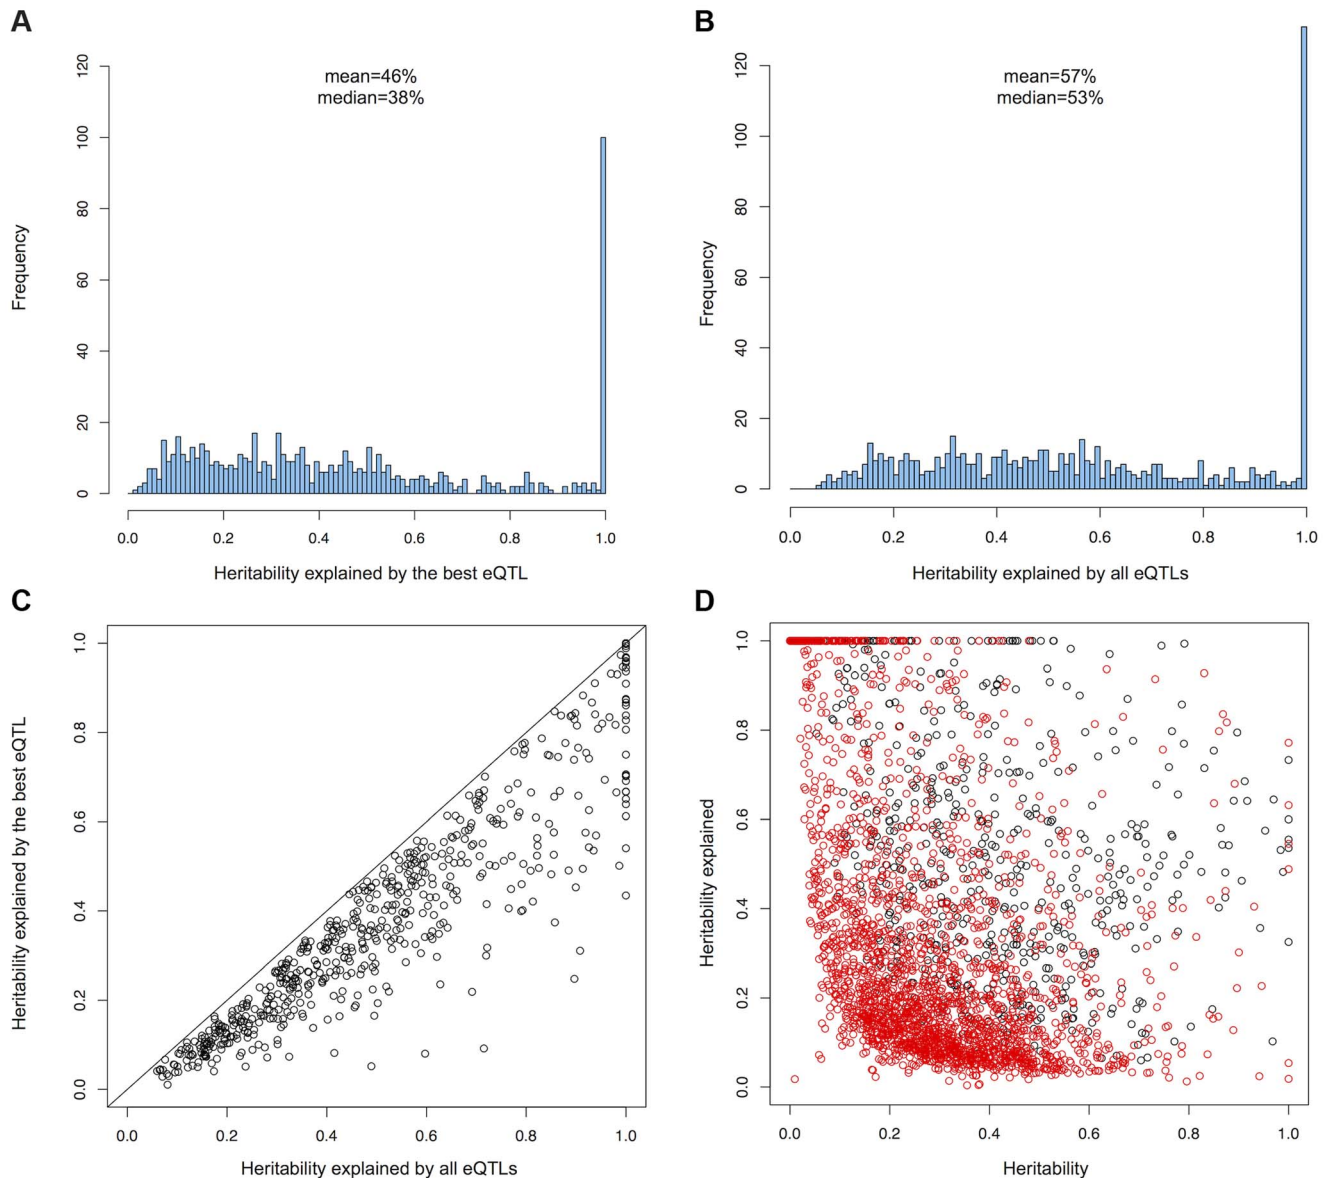 A
mean=46%
median=38%
Frequency
0
20
40
60
80
100
120
0.0 0.2 0.4 0.6 0.8 1.0
Heritability explained by the best eQTL
B
mean=57%
median=53%
Frequency
0
20
40
60
80
100
120
0.0 0.2 0.4 0.6 0.8 1.0
Heritability explained by all eQTLs
C
Heritability explained by the best eQTL
0.0
0.2
0.4
0.6
0.8
1.0
0.0 0.2 0.4 0.6 0.8 1.0
Heritability explained by all eQTLs
D
Heritability explained
0.0
0.2
0.4
0.6
0.8
1.0
0.0 0.2 0.4 0.6 0.8 1.0
Heritability